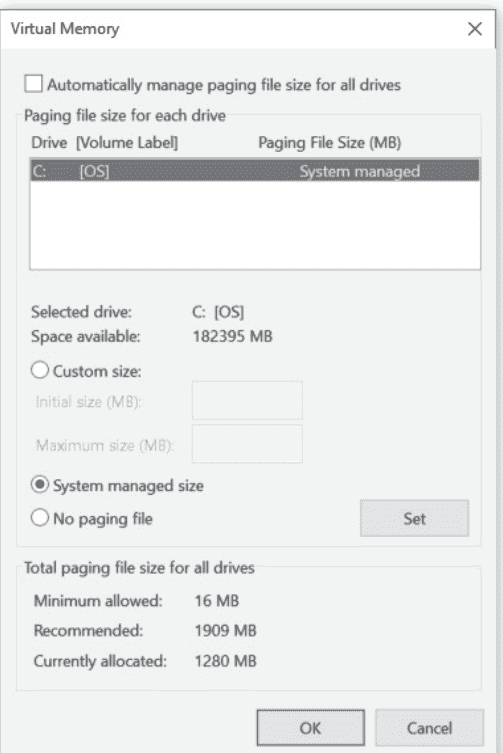 Virtual Memory
Automatically manage paging file size for all drives
Paging file size for each drive
Drive [Volume Label] Paging File Size (MB)
C: [OS] System managed
Selected drive: C: [OS]
Space available: 182395 MB
Custom size:
Initial size (MB):
Maximum size (MB):
System managed size
No paging file
Set
Total paging file size for all drives
Minimum allowed: 16 MB
Recommended: 1909 MB
Currently allocated: 1280 MB
OK Cancel